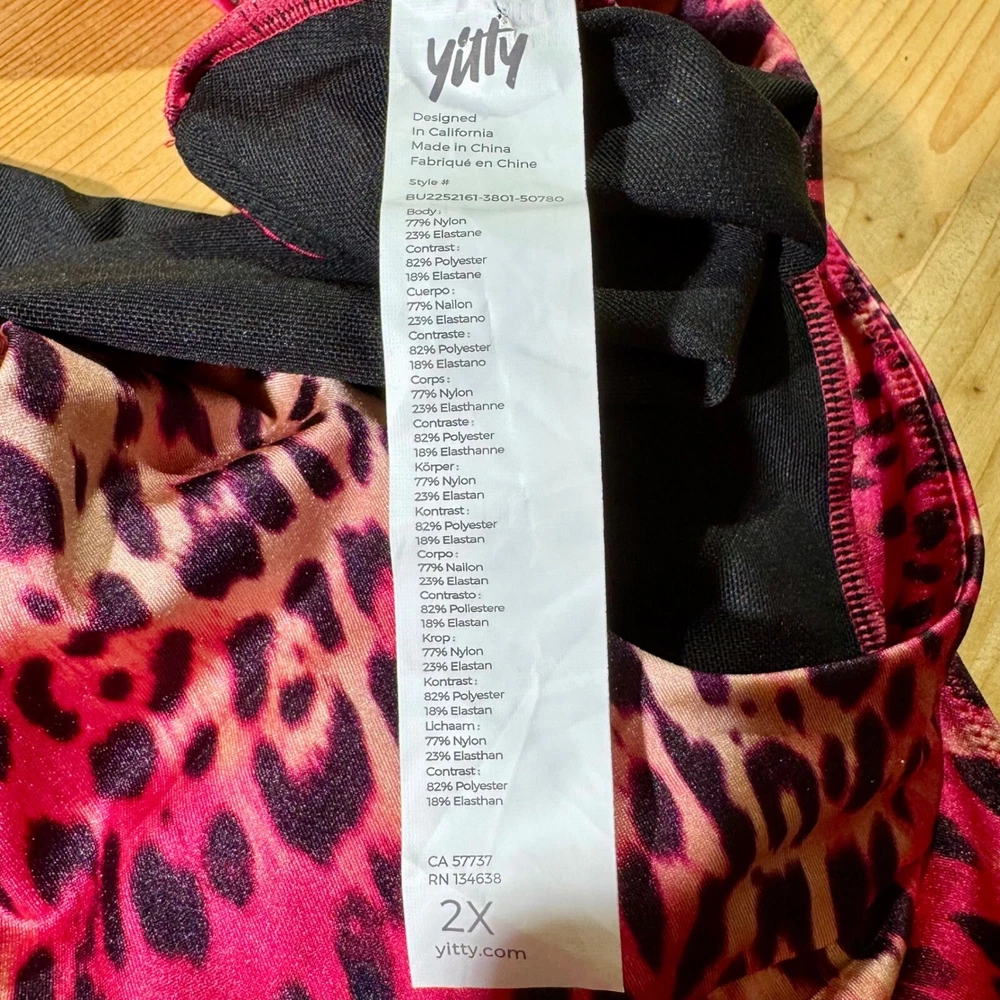 yitty
Designed
In California
Made in China
Fabriqué en Chine
Style #
BU2252161-3801-50780
Body :
77% Nylon
23% Elastane
Contrast :
82% Polyester
18% Elastane
Cuerpo :
77% Nailon
23% Elastano
Contraste :
82% Polyester
18% Elastano
Corps :
77% Nylon
23% Elasthanne
Contraste :
82% Polyester
18% Elasthanne
Körper :
77% Nylon
23% Elastan
Kontrast :
82% Polyester
18% Elastan
Corpo :
77% Nailon
23% Elastan
Contrasto :
82% Poliestere
18% Elastan
Krop :
77% Nylon
23% Elastan
Kontrast :
82% Polyester
18% Elastan
Lichaam :
77% Nylon
23% Elasthan
Contrast :
82% Polyester
18% Elasthan
CA 57737
RN 134638
2X
yitty.com